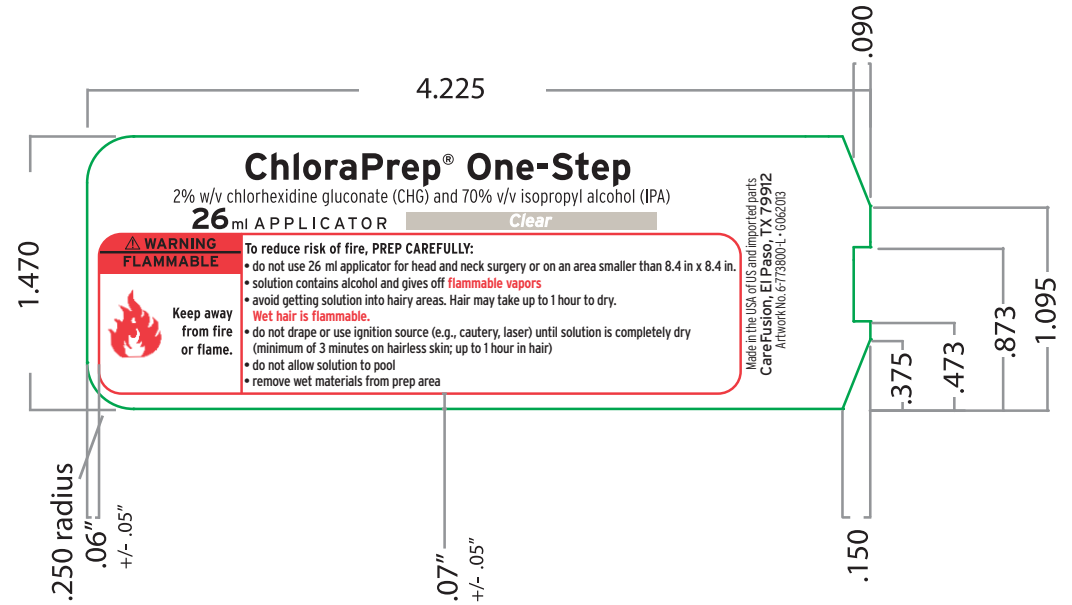 4.225
.090
1.470
ChloraPrep® One-Step
2% w/v chlorhexidine gluconate (CHG) and 70% v/v isopropyl alcohol (IPA)
26 ml APPLICATOR
Clear
⚠ WARNING
FLAMMABLE
Keep away
from fire
or flame.
To reduce risk of fire, PREP CAREFULLY:
• do not use 26 ml applicator for head and neck surgery or on an area smaller than 8.4 in x 8.4 in.
• solution contains alcohol and gives off flammable vapors
• avoid getting solution into hairy areas. Hair may take up to 1 hour to dry.
Wet hair is flammable.
• do not drape or use ignition source (e.g., cautery, laser) until solution is completely dry
(minimum of 3 minutes on hairless skin; up to 1 hour in hair)
• do not allow solution to pool
• remove wet materials from prep area
Made in the USA of US and imported parts
CareFusion, El Paso, TX 79912
Artwork No. 6-773800-L • G062013
.375
.473
.873
1.095
.250 radius
.06"
+/- .05"
.07"
+/- .05"
.150